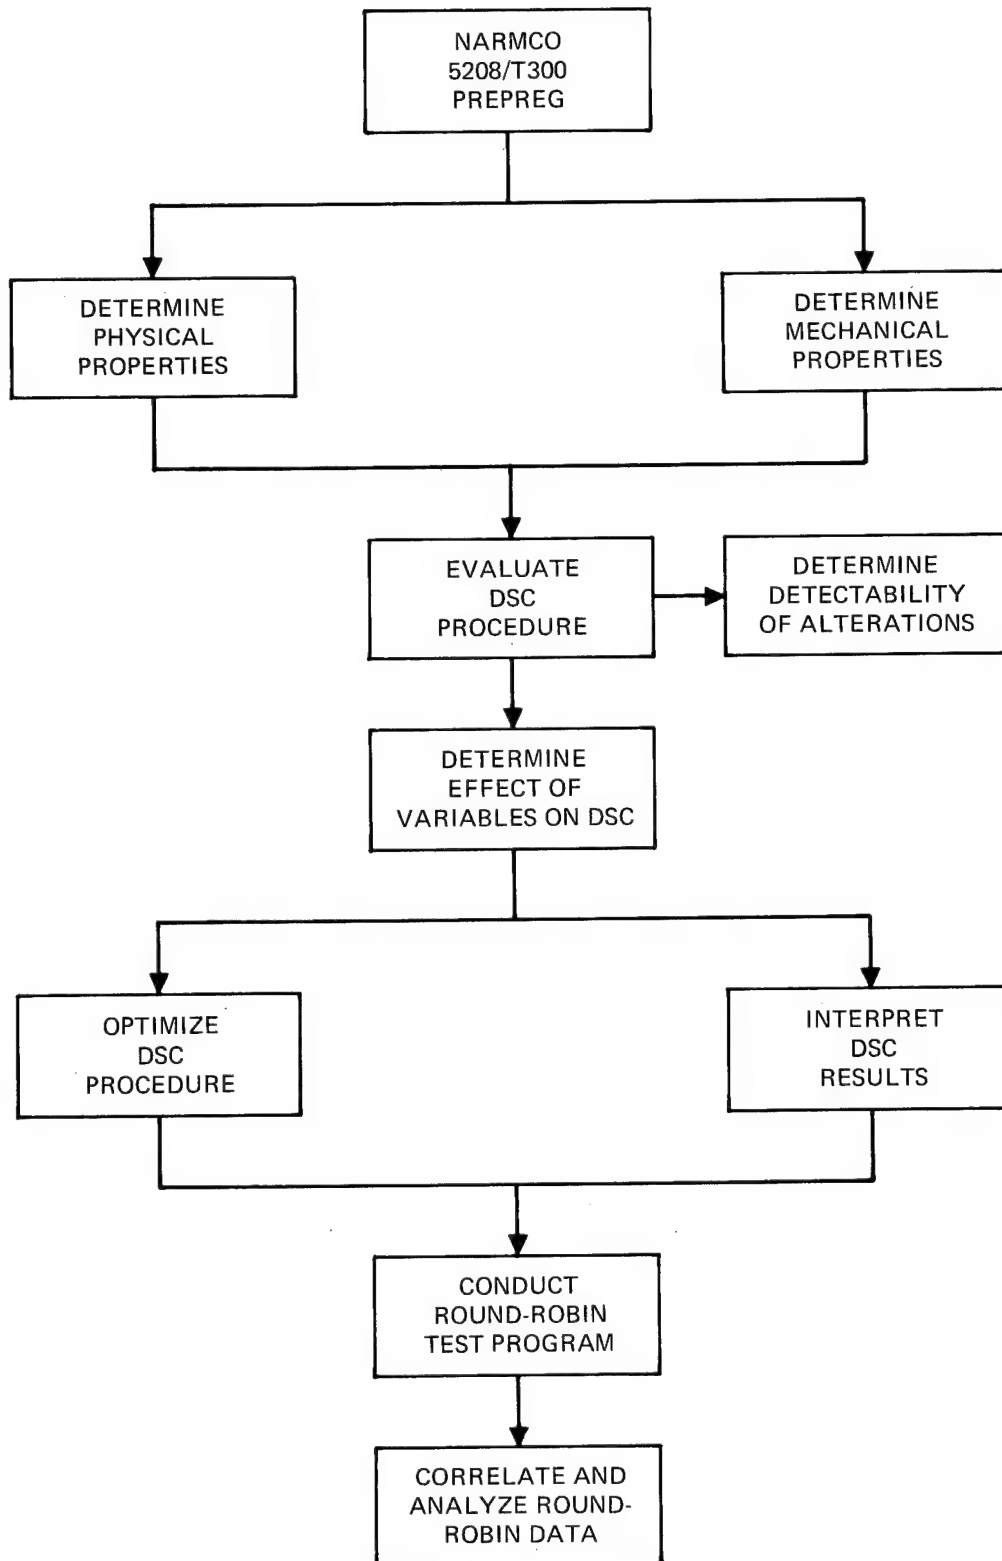 NARMCO
5208/T300
PREPREG
DETERMINE
PHYSICAL
PROPERTIES
DETERMINE
MECHANICAL
PROPERTIES
EVALUATE
DSC
PROCEDURE
DETERMINE
DETECTABILITY
OF ALTERATIONS
DETERMINE
EFFECT OF
VARIABLES ON DSC
OPTIMIZE
DSC
PROCEDURE
INTERPRET
DSC
RESULTS
CONDUCT
ROUND-ROBIN
TEST PROGRAM
CORRELATE AND
ANALYZE ROUND-
ROBIN DATA